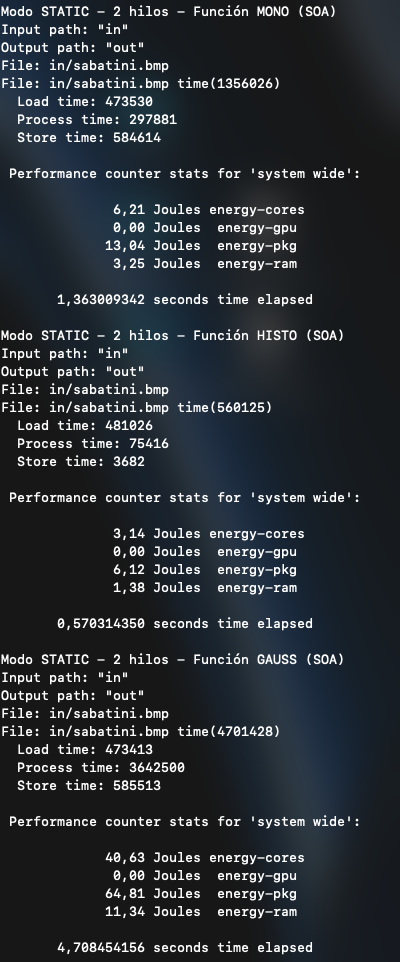 Modo STATIC – 2 hilos – Función MONO (SOA)
Input path: "in"
Output path: "out"
File: in/sabatini.bmp
File: in/sabatini.bmp time(1356026)
Load time: 473530
Process time: 297881
Store time: 584614
Performance counter stats for 'system wide':
6,21 Joules energy-cores
0,00 Joules energy-gpu
13,04 Joules energy-pkg
3,25 Joules energy-ram
1,363009342 seconds time elapsed
Modo STATIC – 2 hilos – Función HISTO (SOA)
Input path: "in"
Output path: "out"
File: in/sabatini.bmp
File: in/sabatini.bmp time(560125)
Load time: 481026
Process time: 75416
Store time: 3682
Performance counter stats for 'system wide':
3,14 Joules energy-cores
0,00 Joules energy-gpu
6,12 Joules energy-pkg
1,38 Joules energy-ram
0,570314350 seconds time elapsed
Modo STATIC – 2 hilos – Función GAUSS (SOA)
Input path: "in"
Output path: "out"
File: in/sabatini.bmp
File: in/sabatini.bmp time(4701428)
Load time: 473413
Process time: 3642500
Store time: 585513
Performance counter stats for 'system wide':
40,63 Joules energy-cores
0,00 Joules energy-gpu
64,81 Joules energy-pkg
11,34 Joules energy-ram
4,708454156 seconds time elapsed